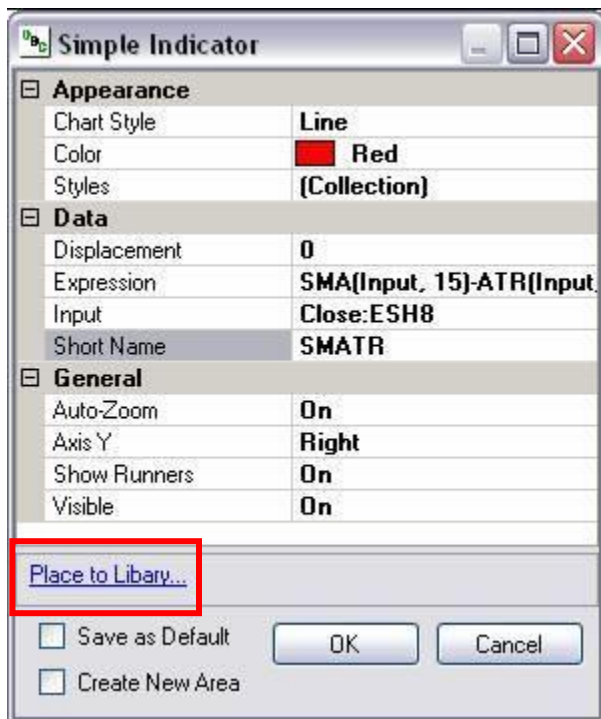 Simple Indicator
Appearance
Chart Style Line
Color Red
Styles (Collection)
Data
Displacement 0
Expression SMA(Input, 15)-ATR(Input,
Input Close:ESH8
Short Name SMATR
General
Auto-Zoom On
Axis Y Right
Show Runners On
Visible On
Place to Libary...
Save as Default OK Cancel
Create New Area